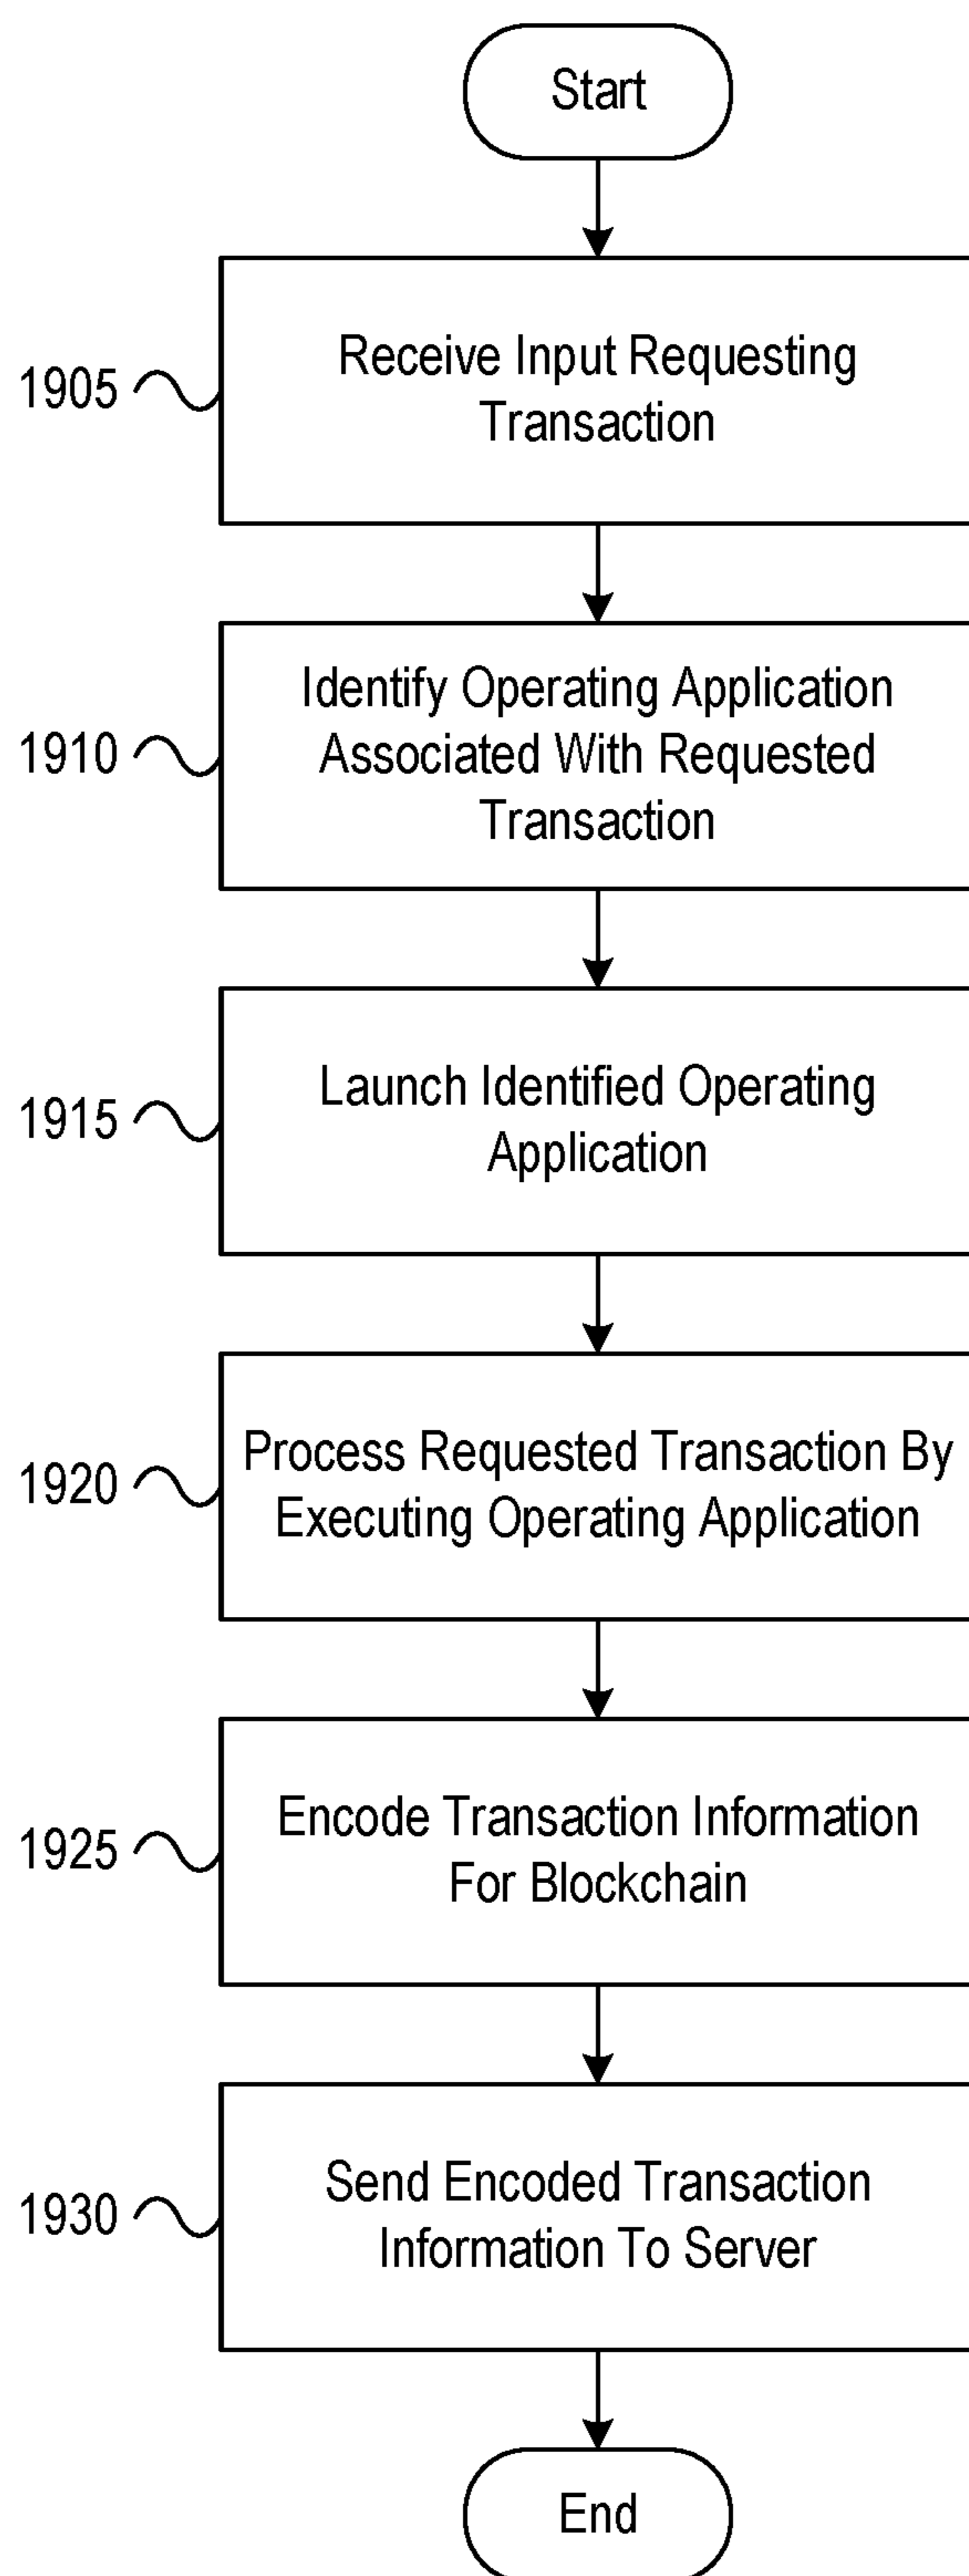 Start
Receive Input Requesting
Transaction
1905
Identify Operating Application
Associated With Requested
Transaction
1910
Launch Identified Operating
Application
1915
Process Requested Transaction By
Executing Operating Application
1920
Encode Transaction Information
For Blockchain
1925
Send Encoded Transaction
Information To Server
1930
End